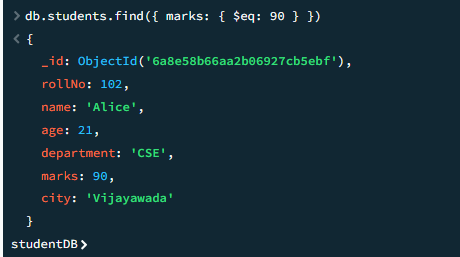 > db.students.find({ marks: { $eq: 90 } })
< {
_id: ObjectId('6a8e58b66aa2b06927cb5ebf'),
rollNo: 102,
name: 'Alice',
age: 21,
department: 'CSE',
marks: 90,
city: 'Vijayawada'
}
studentDB>